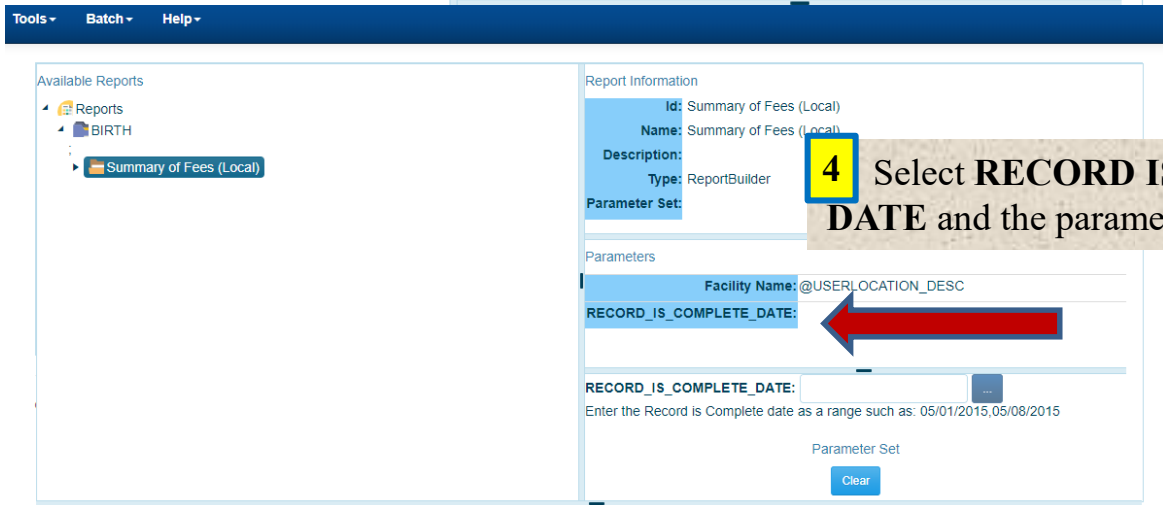 Tools Batch Help
Available Reports
Reports
BIRTH
;
Summary of Fees (Local)
Report Information
Id: Summary of Fees (Local)
Name: Summary of Fees (Local)
Description:
Type: ReportBuilder
Parameter Set:
4 Select RECORD
DATE and the
Parameters
Facility Name: @USERLOCATION_DESC
RECORD_IS_COMPLETE_DATE:
RECORD_IS_COMPLETE_DATE: ...
Enter the Record is Complete date as a range such as: 05/01/2015,05/08/2015
Parameter Set
Clear